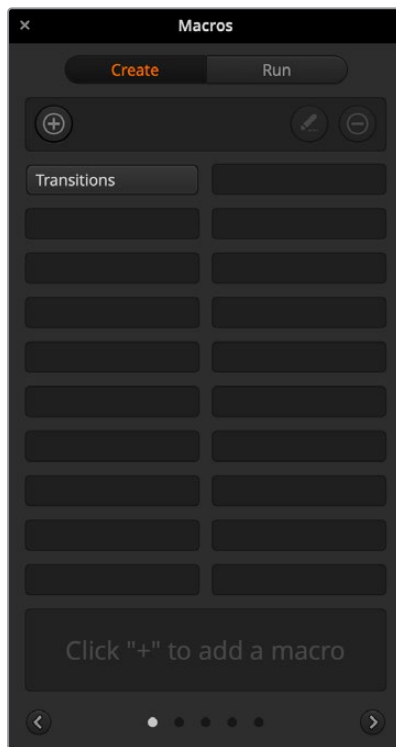 Macros
Create
Run
Transitions
Click "+" to add a macro